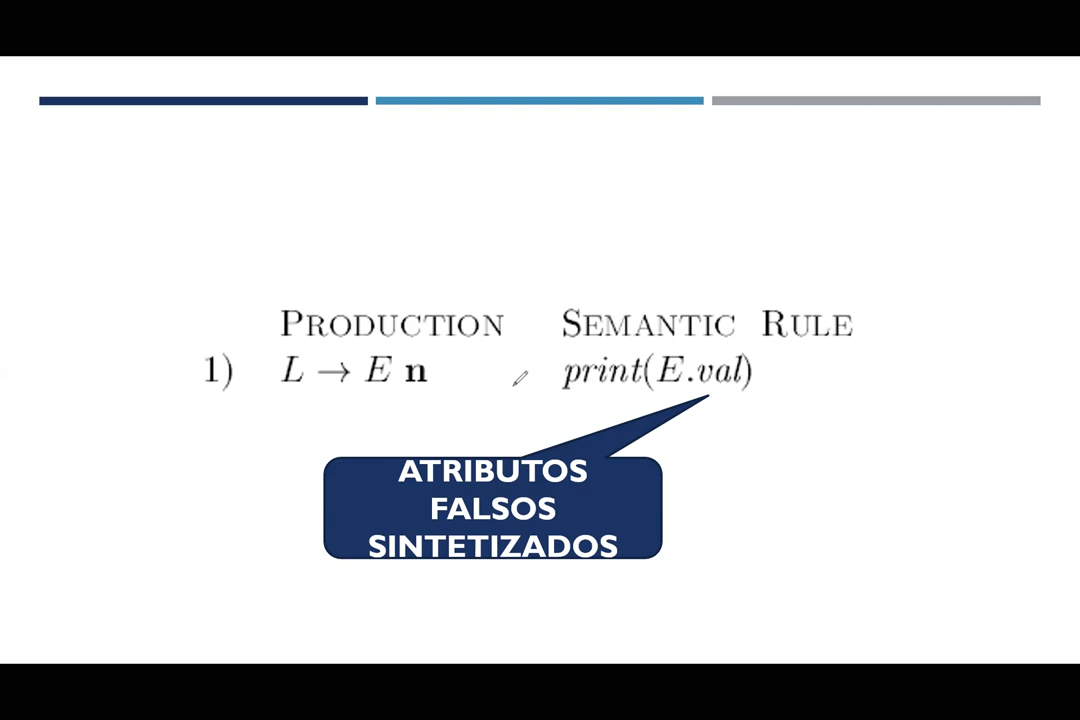 PRODUCTION SEMANTIC RULE
1) L → E n print(E.val)
ATRIBUTOS
FALSOS
SINTETIZADOS